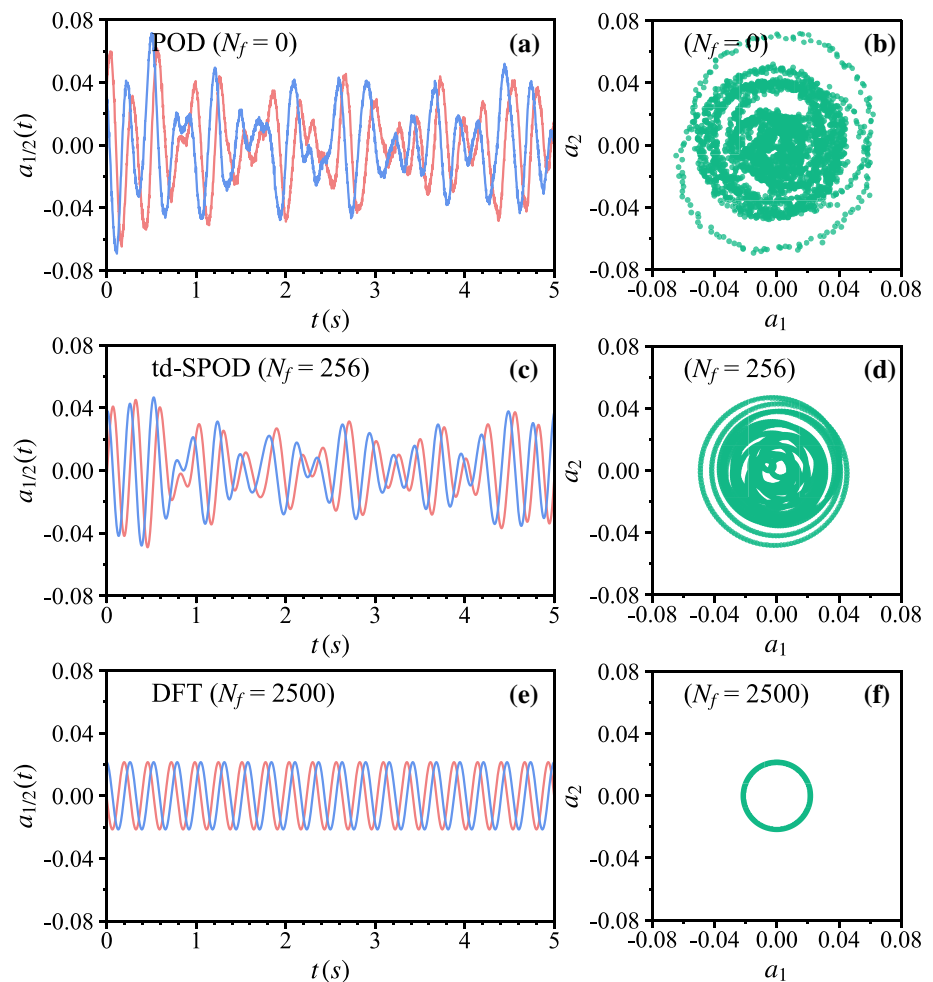 0.08
0.04
0.00
-0.04
-0.08
a1/2(t)
POD (Nf = 0)
(a)
0 1 2 3 4 5
t(s)
0.08
0.04
0.00
-0.04
-0.08
a2
(Nf = 0)
(b)
-0.08 -0.04 0.00 0.04 0.08
a1
0.08
0.04
0.00
-0.04
-0.08
a1/2(t)
td-SPOD (Nf = 256)
(c)
0 1 2 3 4 5
t(s)
0.08
0.04
0.00
-0.04
-0.08
a2
(Nf = 256)
(d)
-0.08 -0.04 0.00 0.04 0.08
a1
0.08
0.04
0.00
-0.04
-0.08
a1/2(t)
DFT (Nf = 2500)
(e)
0 1 2 3 4 5
t(s)
0.08
0.04
0.00
-0.04
-0.08
a2
(Nf = 2500)
(f)
-0.08 -0.04 0.00 0.04 0.08
a1